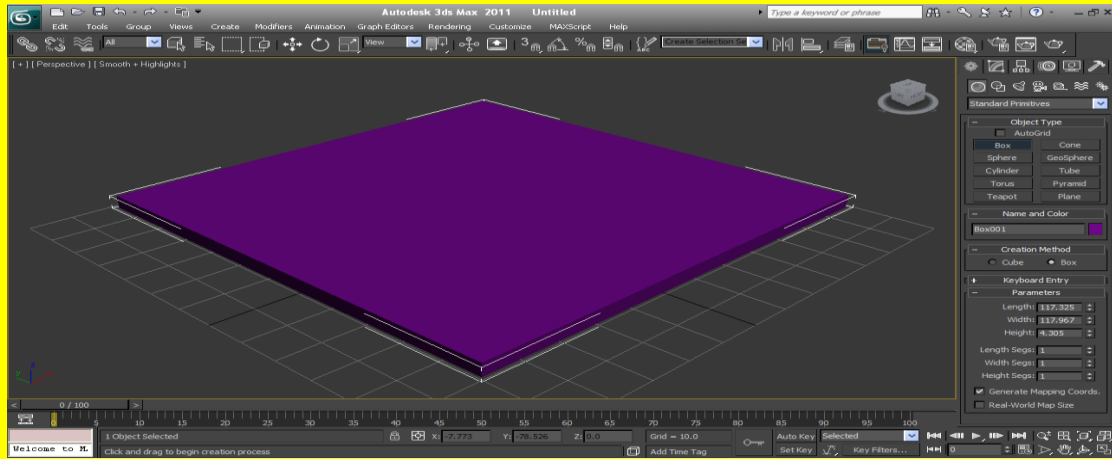 Autodesk 3ds Max 2011 Untitled
Type a keyword or phrase
Edit Tools Group Views Create Modifiers Animation Graph Editors Rendering Customize MAXScript Help
All
View
Create Selection Se
[ + ] [ Perspective ] [ Smooth + Highlights ]
Standard Primitives
Object Type
AutoGrid
Box Cone
Sphere GeoSphere
Cylinder Tube
Torus Pyramid
Teapot Plane
Name and Color
Box001
Creation Method
Cube Box
Keyboard Entry
Parameters
Length: 117.325
Width: 117.967
Height: 4.305
Length Segs: 1
Width Segs: 1
Height Segs: 1
Generate Mapping Coords.
Real-World Map Size
0 / 100
0 5 10 15 20 25 30 35 40 45 50 55 60 65 70 75 80 85 90 95 100
1 Object Selected X: -7.773 Y: -78.526 Z: 0.0 Grid = 10.0 Auto Key Selected
Welcome to M. Click and drag to begin creation process Add Time Tag Set Key Key Filters... 0